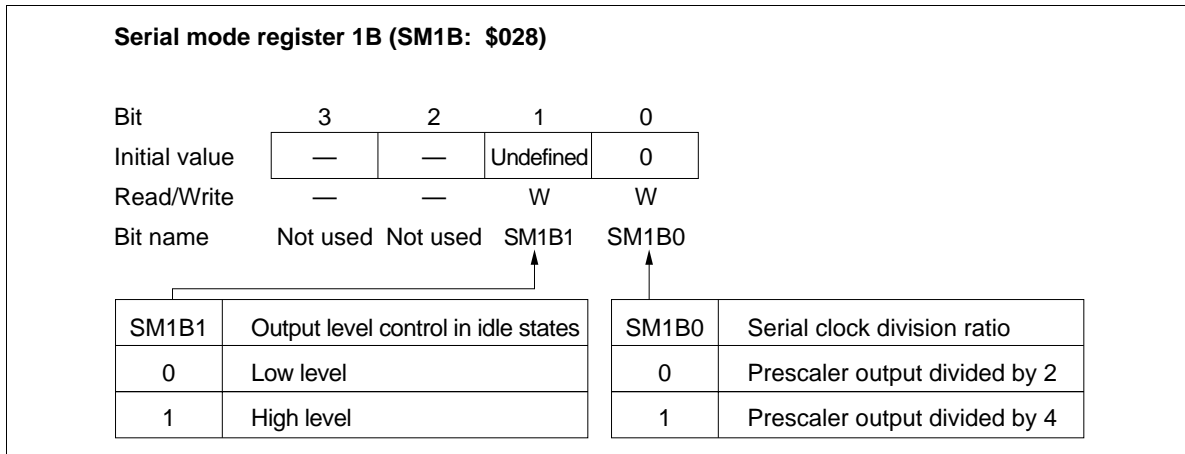 Serial mode register 1B (SM1B: $028)
Bit 3 2 1 0
Initial value — — Undefined 0
Read/Write — — W W
Bit name Not used Not used SM1B1 SM1B0
SM1B1 Output level control in idle states
0 Low level
1 High level
SM1B0 Serial clock division ratio
0 Prescaler output divided by 2
1 Prescaler output divided by 4